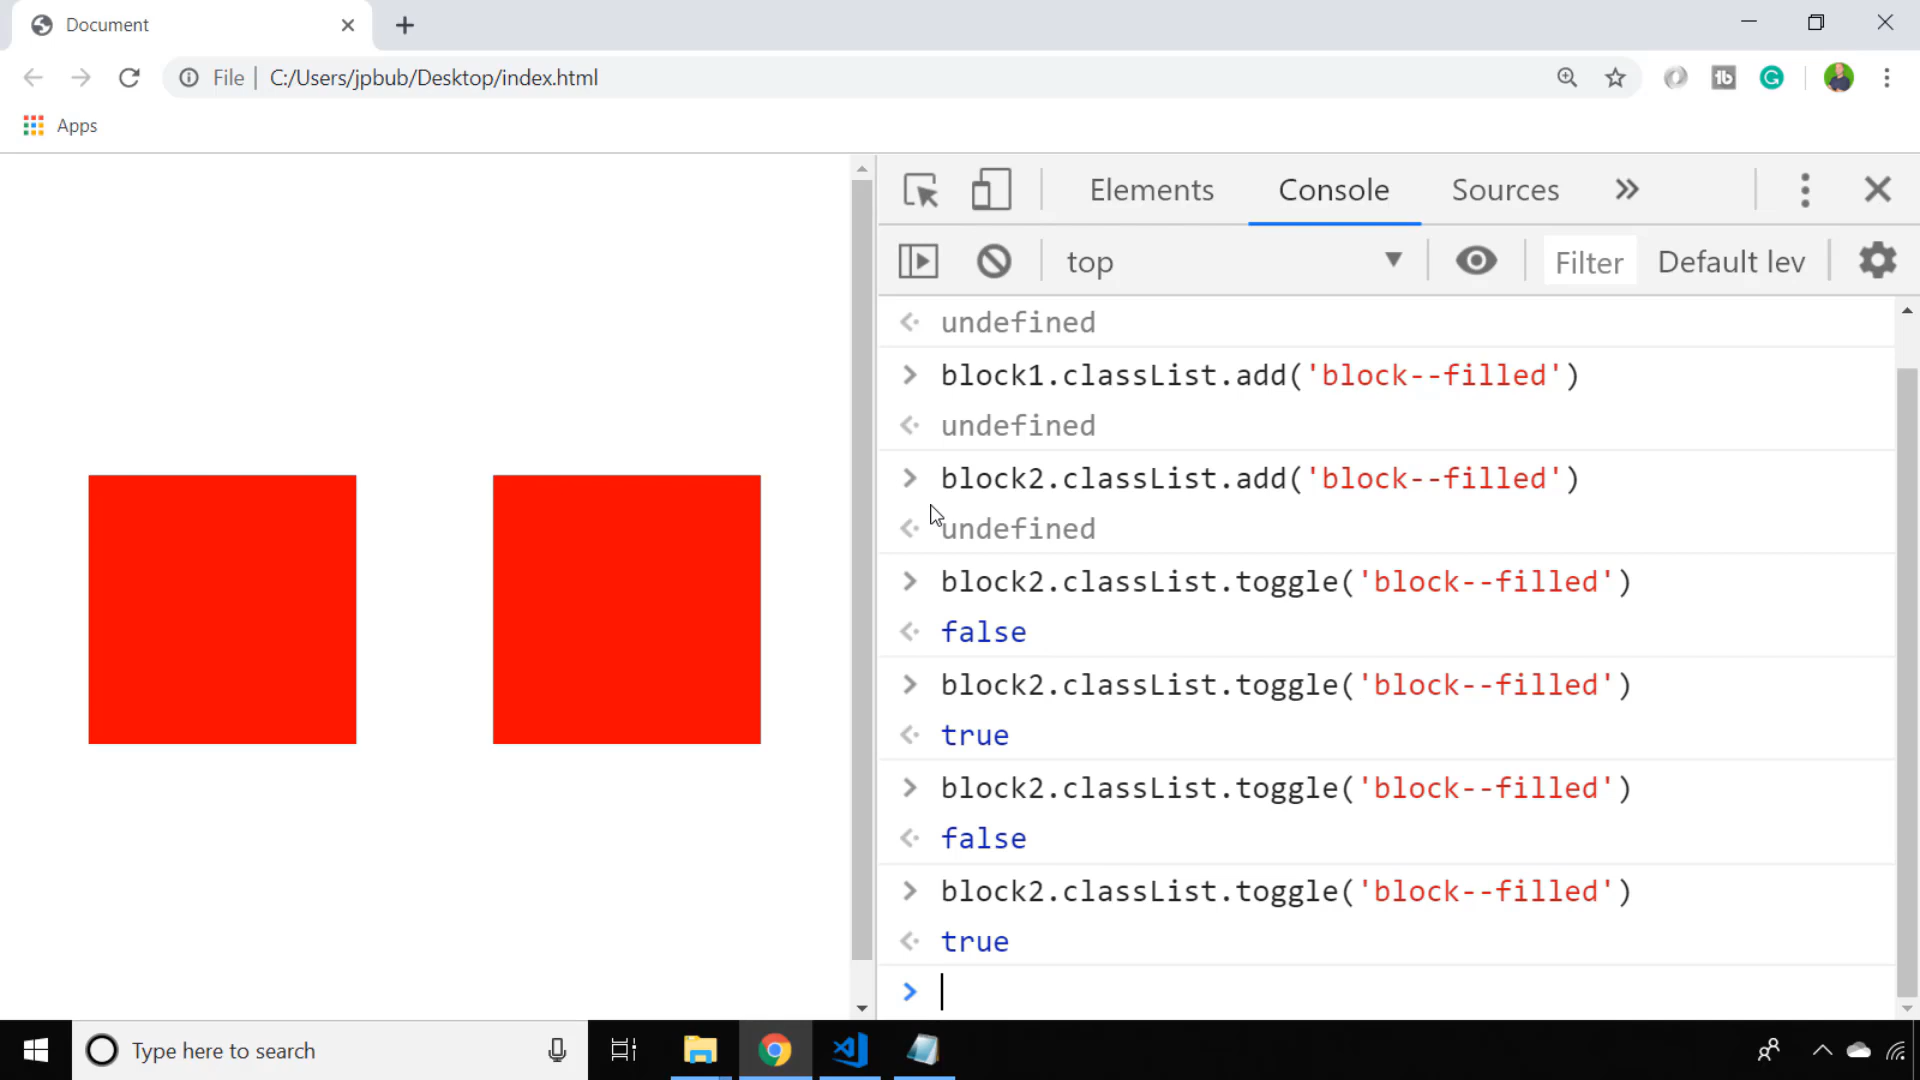 Document
File
C:/Users/jpbub/Desktop/index.html
Apps
Elements
Console
Sources
top
Filter
Default lev
undefined
block1.classList.add('block--filled')
undefined
block2.classList.add('block--filled')
undefined
block2.classList.toggle('block--filled')
false
block2.classList.toggle('block--filled')
true
block2.classList.toggle('block--filled')
false
block2.classList.toggle('block--filled')
true
Type here to search